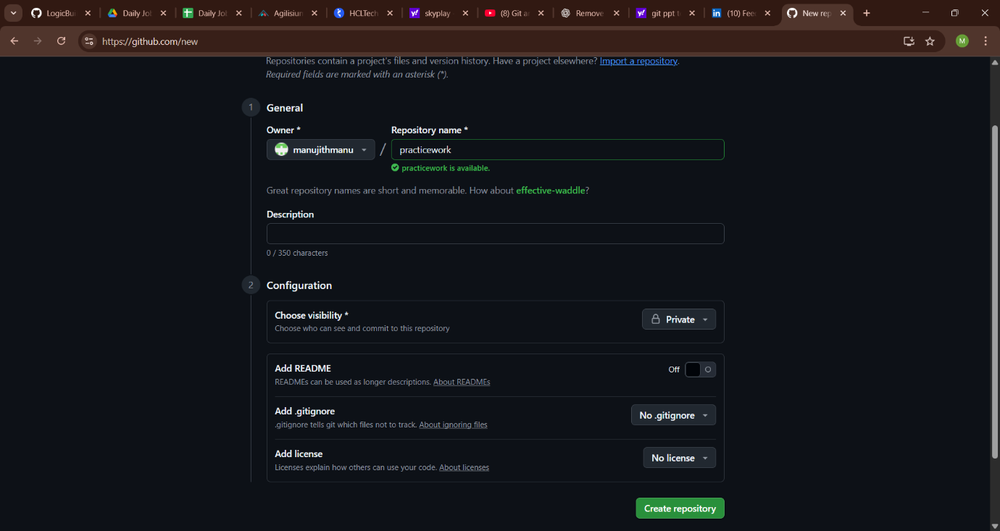 LogicBui
Daily Jol
Daily Jol
Agilisiun
HCLTech
skyplay
(8) Git a
Remove
git ppt t
(10) Fee
New rep
https://github.com/new
M
Repositories contain a project's files and version history. Have a project elsewhere? Import a repository.
Required fields are marked with an asterisk (*).
1 General
Owner * Repository name *
manujithmanu / practicework
practicework is available.
Great repository names are short and memorable. How about effective-waddle?
Description
0 / 350 characters
2 Configuration
Choose visibility * Private
Choose who can see and commit to this repository
Add README Off
READMEs can be used as longer descriptions. About READMEs
Add .gitignore No .gitignore
.gitignore tells git which files not to track. About ignoring files
Add license No license
Licenses explain how others can use your code. About licenses
Create repository